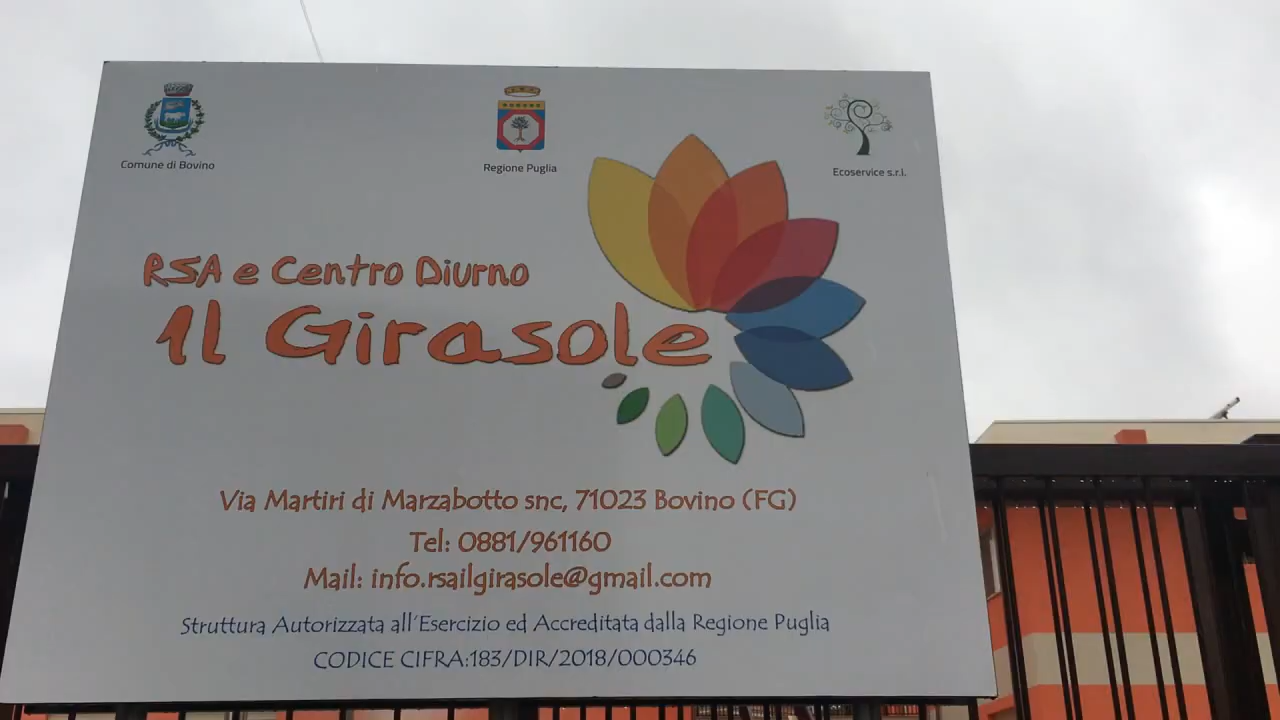 Comune di Bovino
Regione Puglia
Ecoservice s.r.l.
RSA e Centro Diurno
Il Girasole
Via Martiri di Marzabotto snc, 71023 Bovino (FG)
Tel: 0881/961160
Mail: info.rsailgirasole@gmail.com
Struttura Autorizzata all'Esercizio ed Accreditata dalla Regione Puglia
CODICE CIFRA:183/DIR/2018/000346